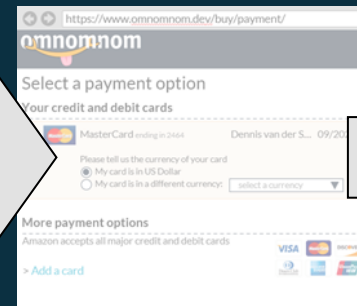 https://www.omnomnom.dev/buy/payment/
omnomnom
Select a payment option
Your credit and debit cards
MasterCard ending in 2464 Dennis van der S... 09/202
Please tell us the currency of your card
My card is in US Dollar
My card is in a different currency: select a currency
More payment options
Amazon accepts all major credit and debit cards
VISA
> Add a card